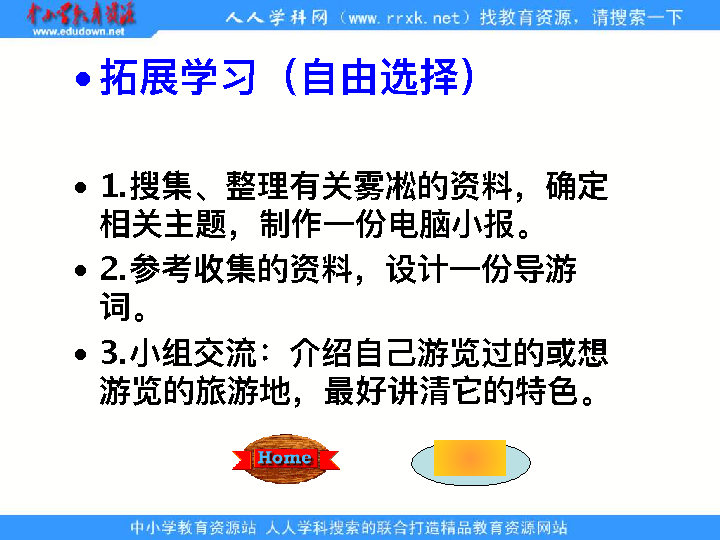 中小学教育资源
www.edudown.net
人人学科网（www.rrxk.net）找教育资源，请搜索一下
•拓展学习（自由选择）
• 1.搜集、整理有关雾凇的资料，确定
相关主题，制作一份电脑小报。
• 2.参考收集的资料，设计一份导游
词。
• 3.小组交流：介绍自己游览过的或想
游览的旅游地，最好讲清它的特色。
Home
中小学教育资源站 人人学科搜索的联合打造精品教育资源网站